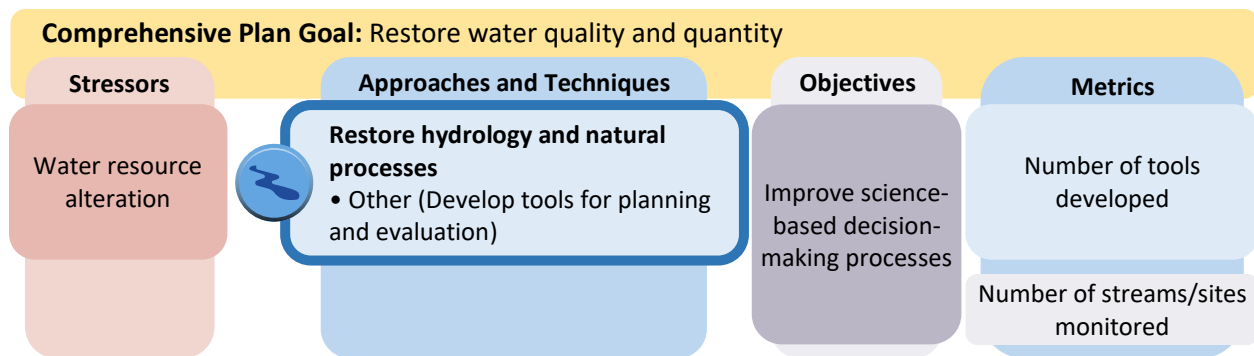 Comprehensive Plan Goal: Restore water quality and quantity
Stressors
Water resource
alteration
Approaches and Techniques
Restore hydrology and natural
processes
• Other (Develop tools for planning
and evaluation)
Objectives
Improve science-
based decision-
making processes
Metrics
Number of tools
developed
Number of streams/sites
monitored